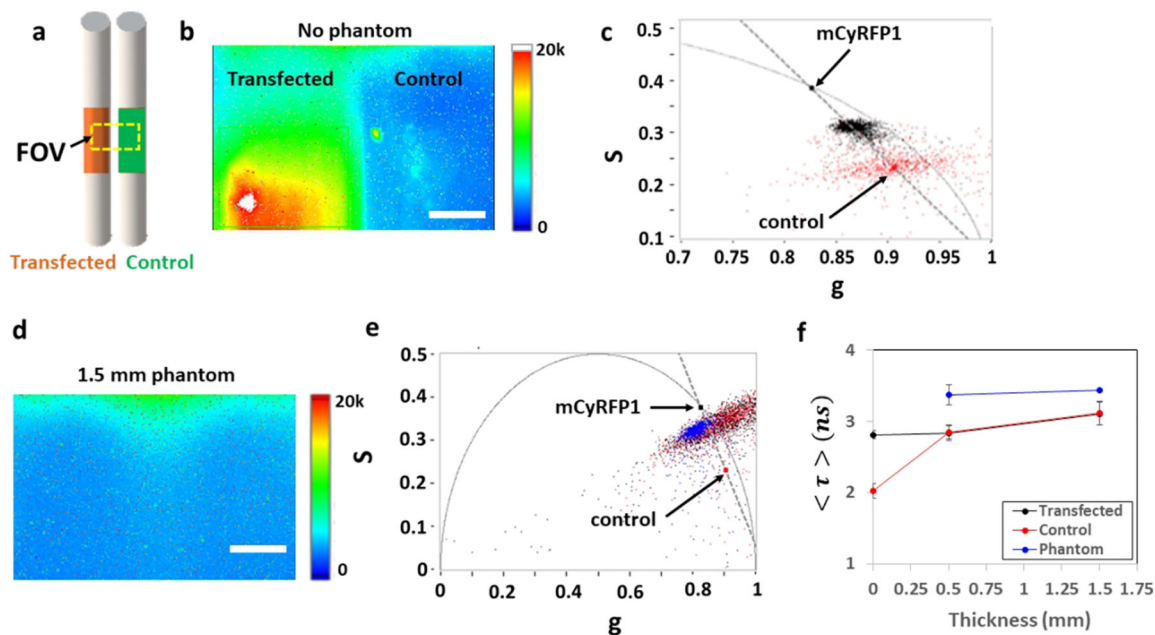 a
FOV
Transfected Control
b
No phantom
Transfected Control
20k
0
c
mCyRFP1
control
S
0.5
0.4
0.3
0.2
0.1
0.7 0.75 0.8 0.85 0.9 0.95 1
g
d
1.5 mm phantom
20k
0
e
mCyRFP1
control
S
0.5
0.4
0.3
0.2
0.1
0
0 0.2 0.4 0.6 0.8 1
g
f
< τ > (ns)
4
3
2
1
Transfected
Control
Phantom
0 0.25 0.5 0.75 1 1.25 1.5 1.75
Thickness (mm)